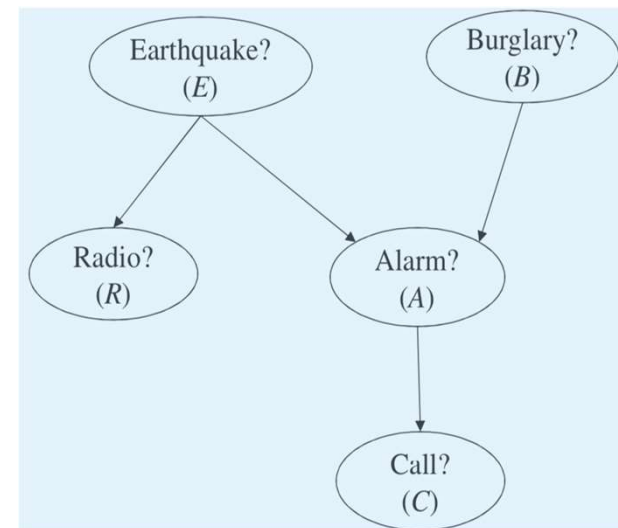 Earthquake?
(E)
Burglary?
(B)
Radio?
(R)
Alarm?
(A)
Call?
(C)